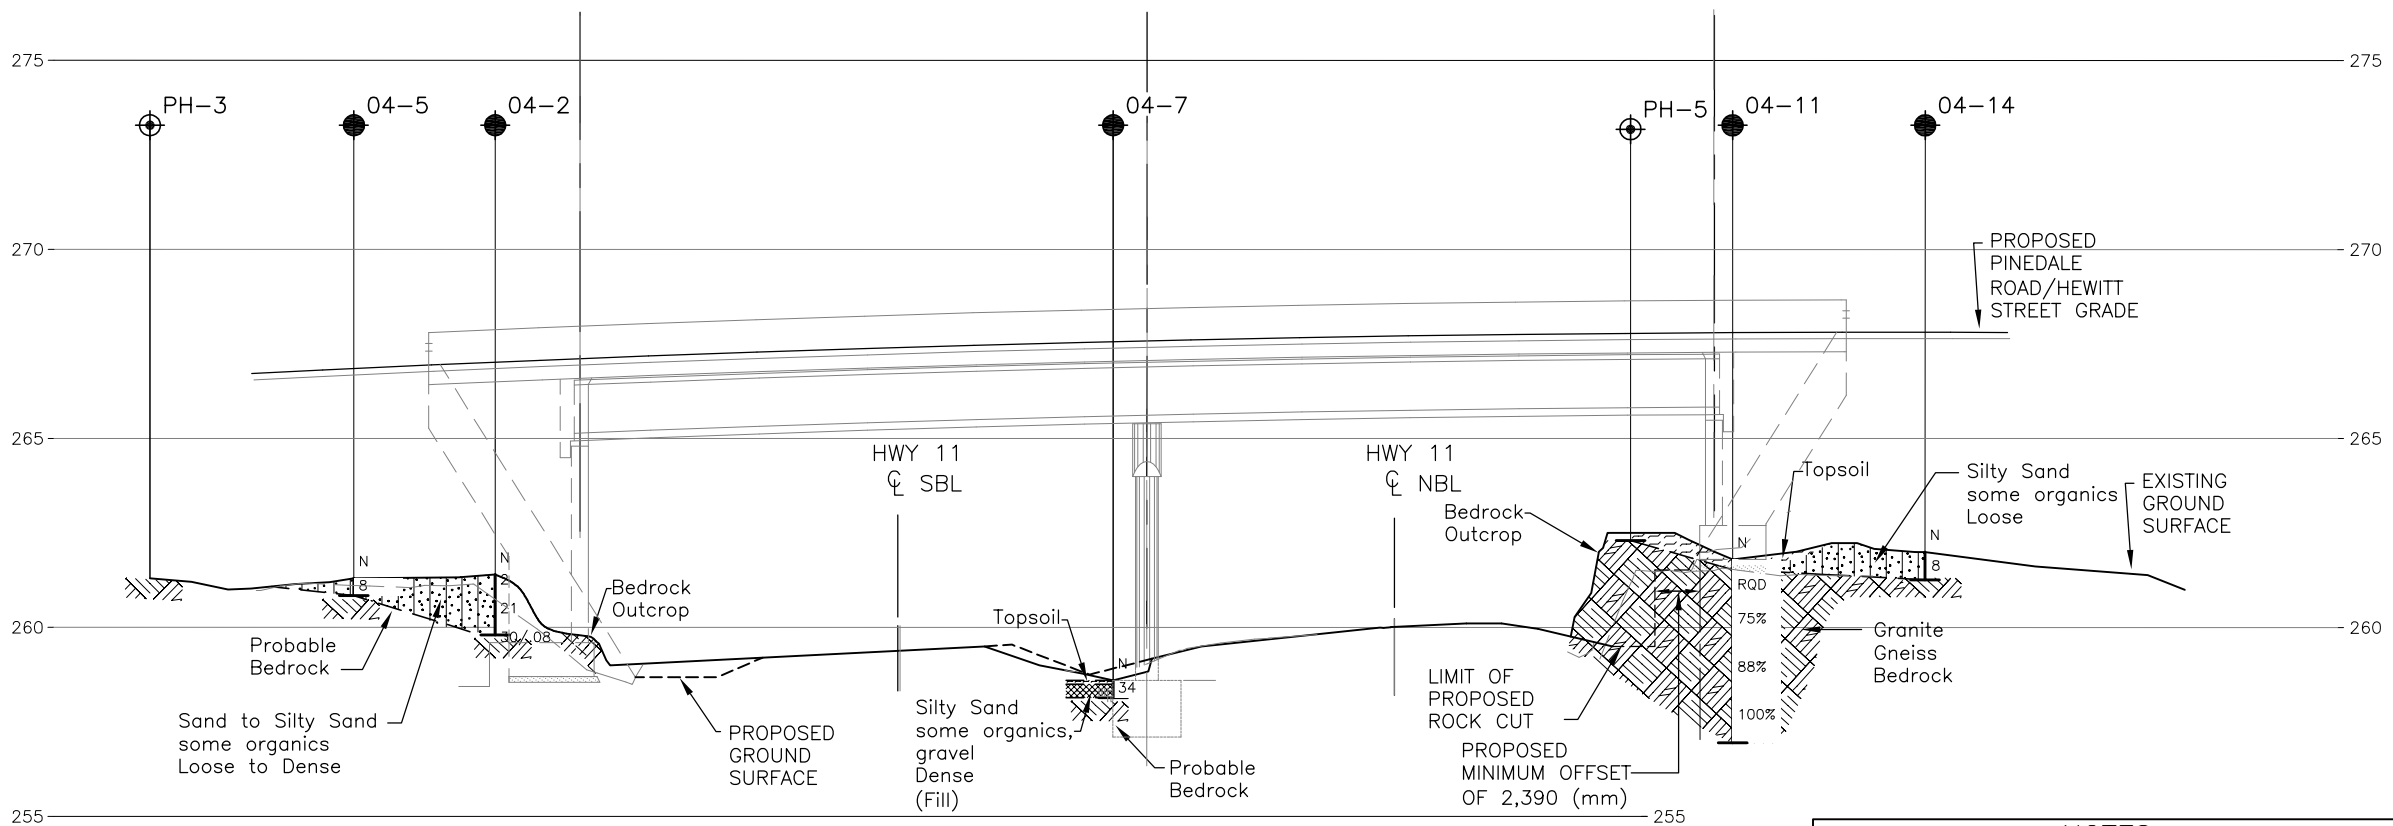 275
275
PH-3
04-5
04-2
04-7
PH-5
04-11
04-14
270
270
PROPOSED
PINEDALE
ROAD/HEWITT
STREET GRADE
265
265
HWY 11
℄ SBL
HWY 11
℄ NBL
Topsoil
Silty Sand
some organics
Loose
EXISTING
GROUND
SURFACE
Bedrock
Outcrop
N
8
N
2
21
30/.08
Bedrock
Outcrop
N
RQD
75%
88%
100%
N
8
260
260
Probable
Bedrock
Topsoil
N
34
Granite
Gneiss
Bedrock
Sand to Silty Sand
some organics
Loose to Dense
PROPOSED
GROUND
SURFACE
Silty Sand
some organics,
gravel
Dense
(Fill)
Probable
Bedrock
LIMIT OF
PROPOSED
ROCK CUT
PROPOSED
MINIMUM OFFSET
OF 2,390 (mm)
255
255